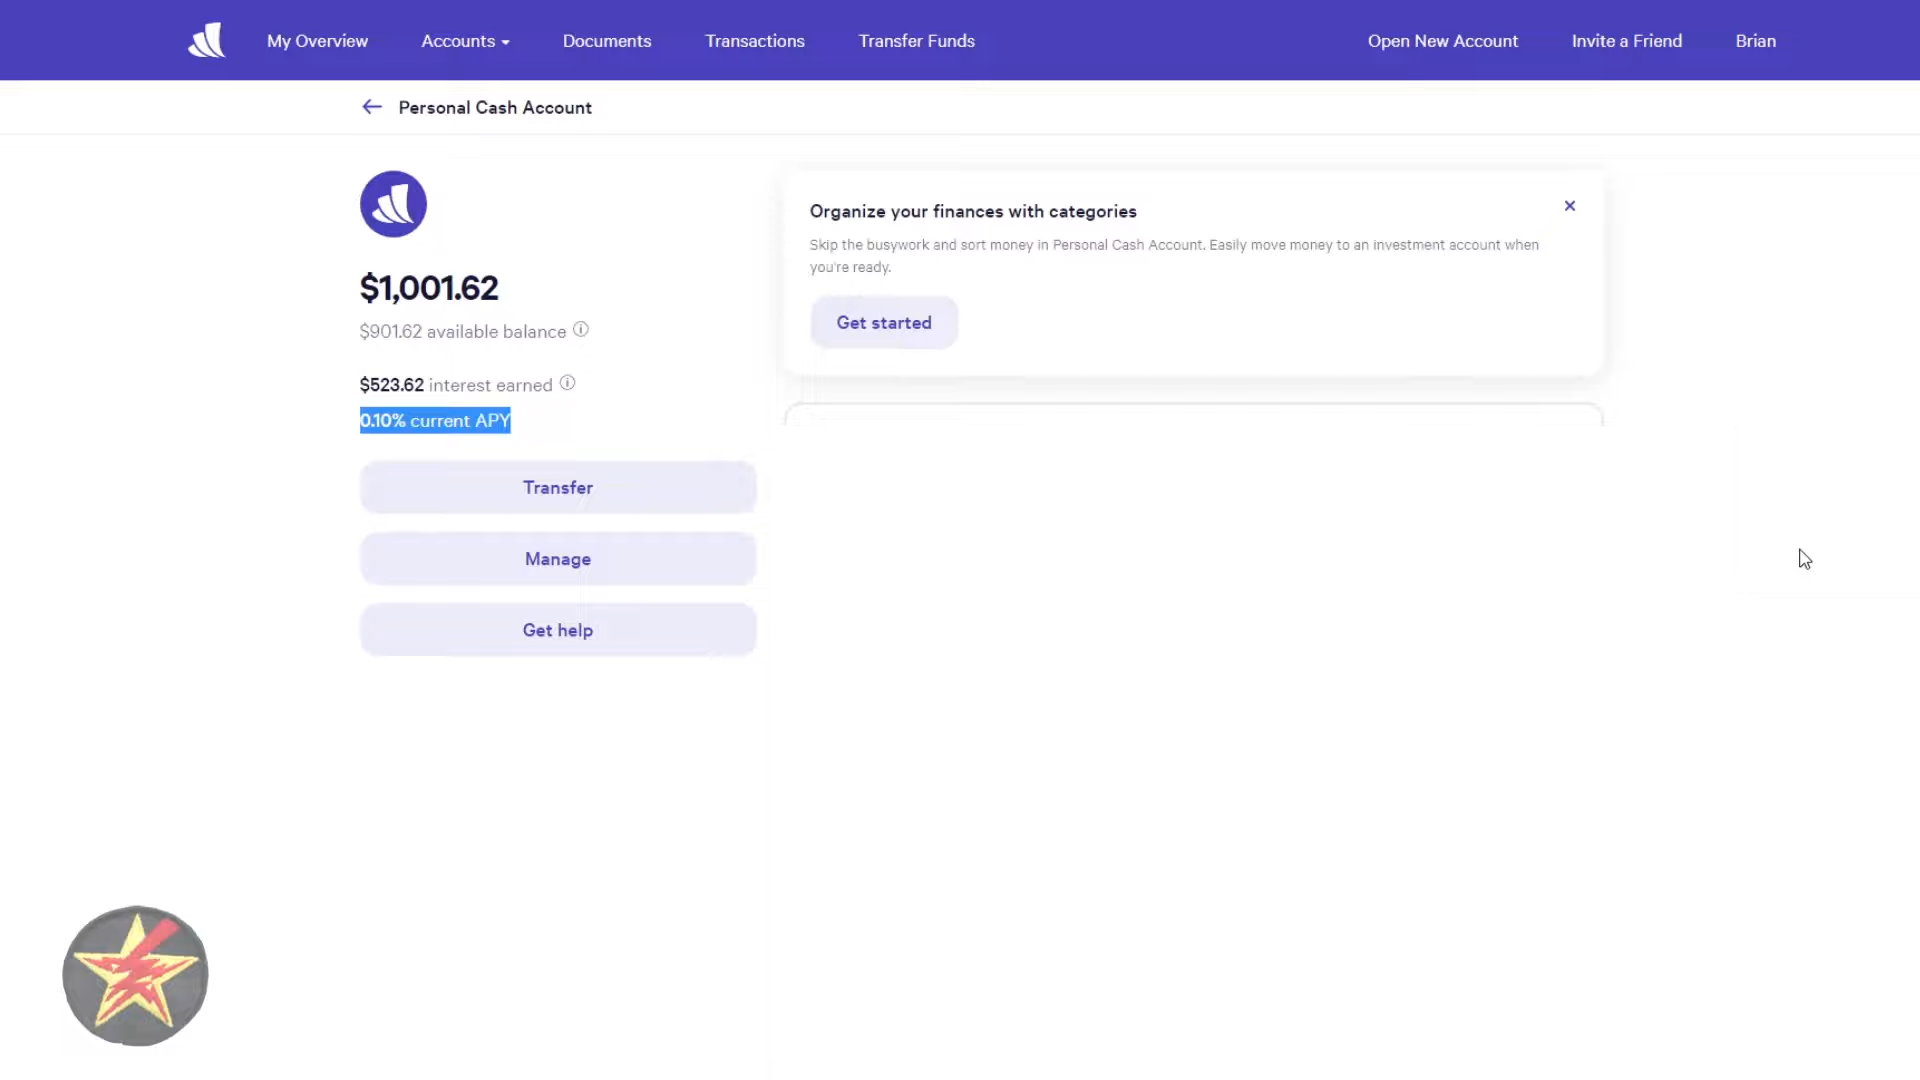 My Overview
Accounts
Documents
Transactions
Transfer Funds
Open New Account
Invite a Friend
Brian
Personal Cash Account
$1,001.62
$901.62 available balance
$523.62 interest earned
0.10% current APY
Transfer
Manage
Get help
Organize your finances with categories
Skip the busywork and sort money in Personal Cash Account. Easily move money to an investment account when
you're ready.
Get started